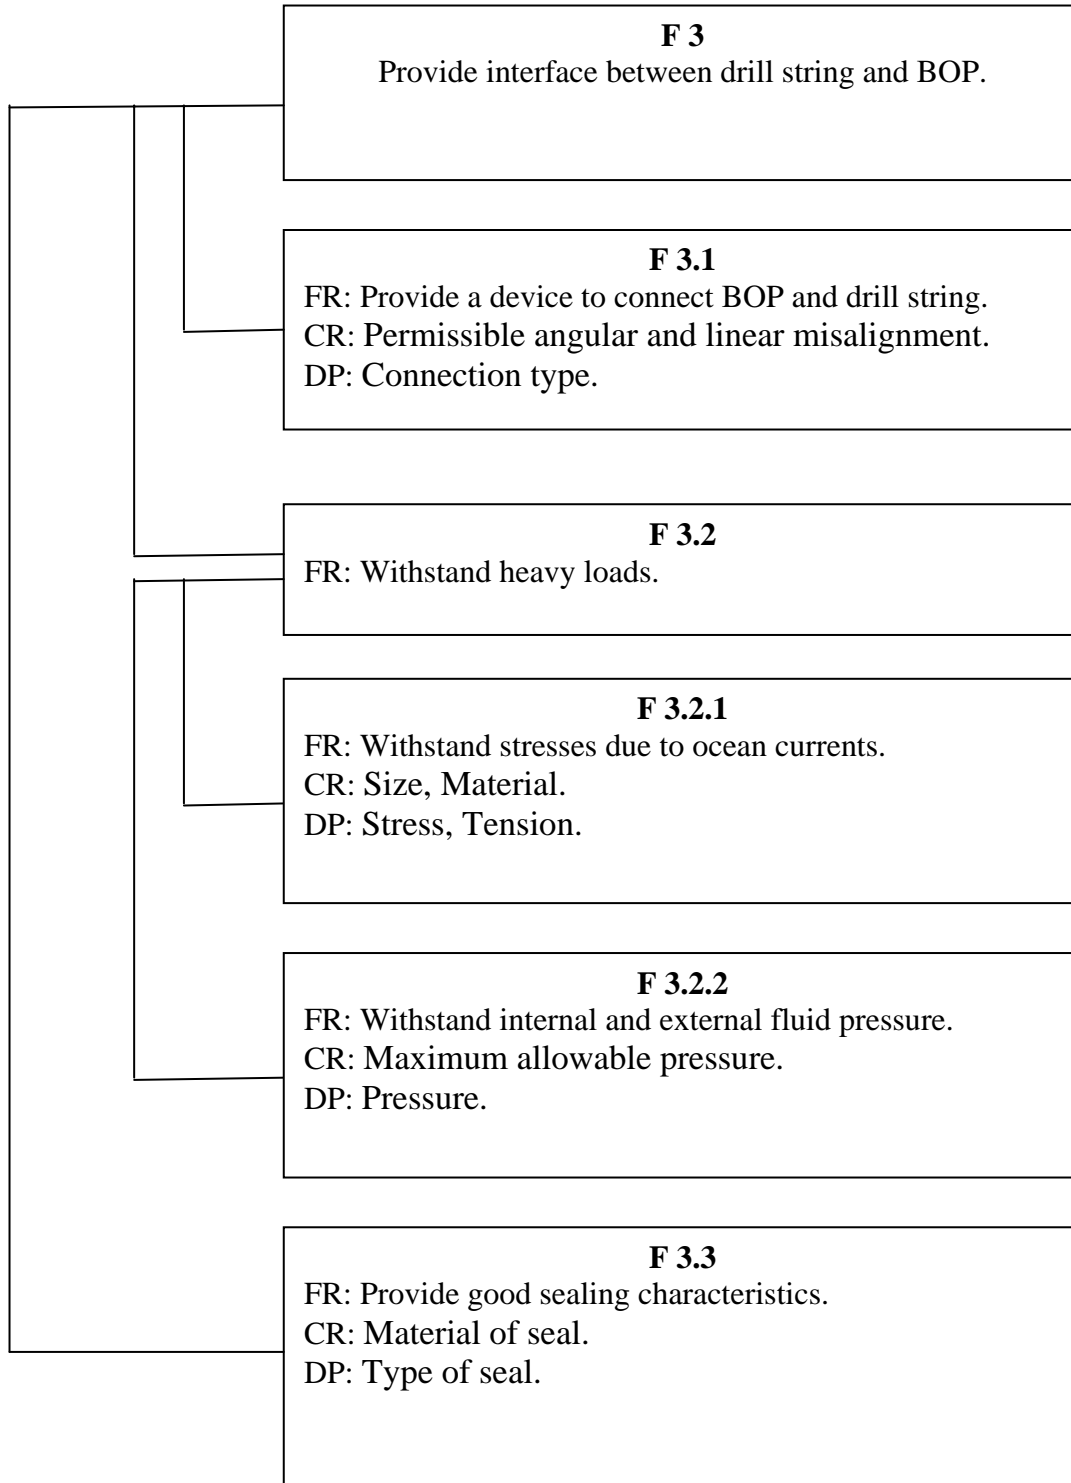 F 3
Provide interface between drill string and BOP.
F 3.1
FR: Provide a device to connect BOP and drill string.
CR: Permissible angular and linear misalignment.
DP: Connection type.
F 3.2
FR: Withstand heavy loads.
F 3.2.1
FR: Withstand stresses due to ocean currents.
CR: Size, Material.
DP: Stress, Tension.
F 3.2.2
FR: Withstand internal and external fluid pressure.
CR: Maximum allowable pressure.
DP: Pressure.
F 3.3
FR: Provide good sealing characteristics.
CR: Material of seal.
DP: Type of seal.